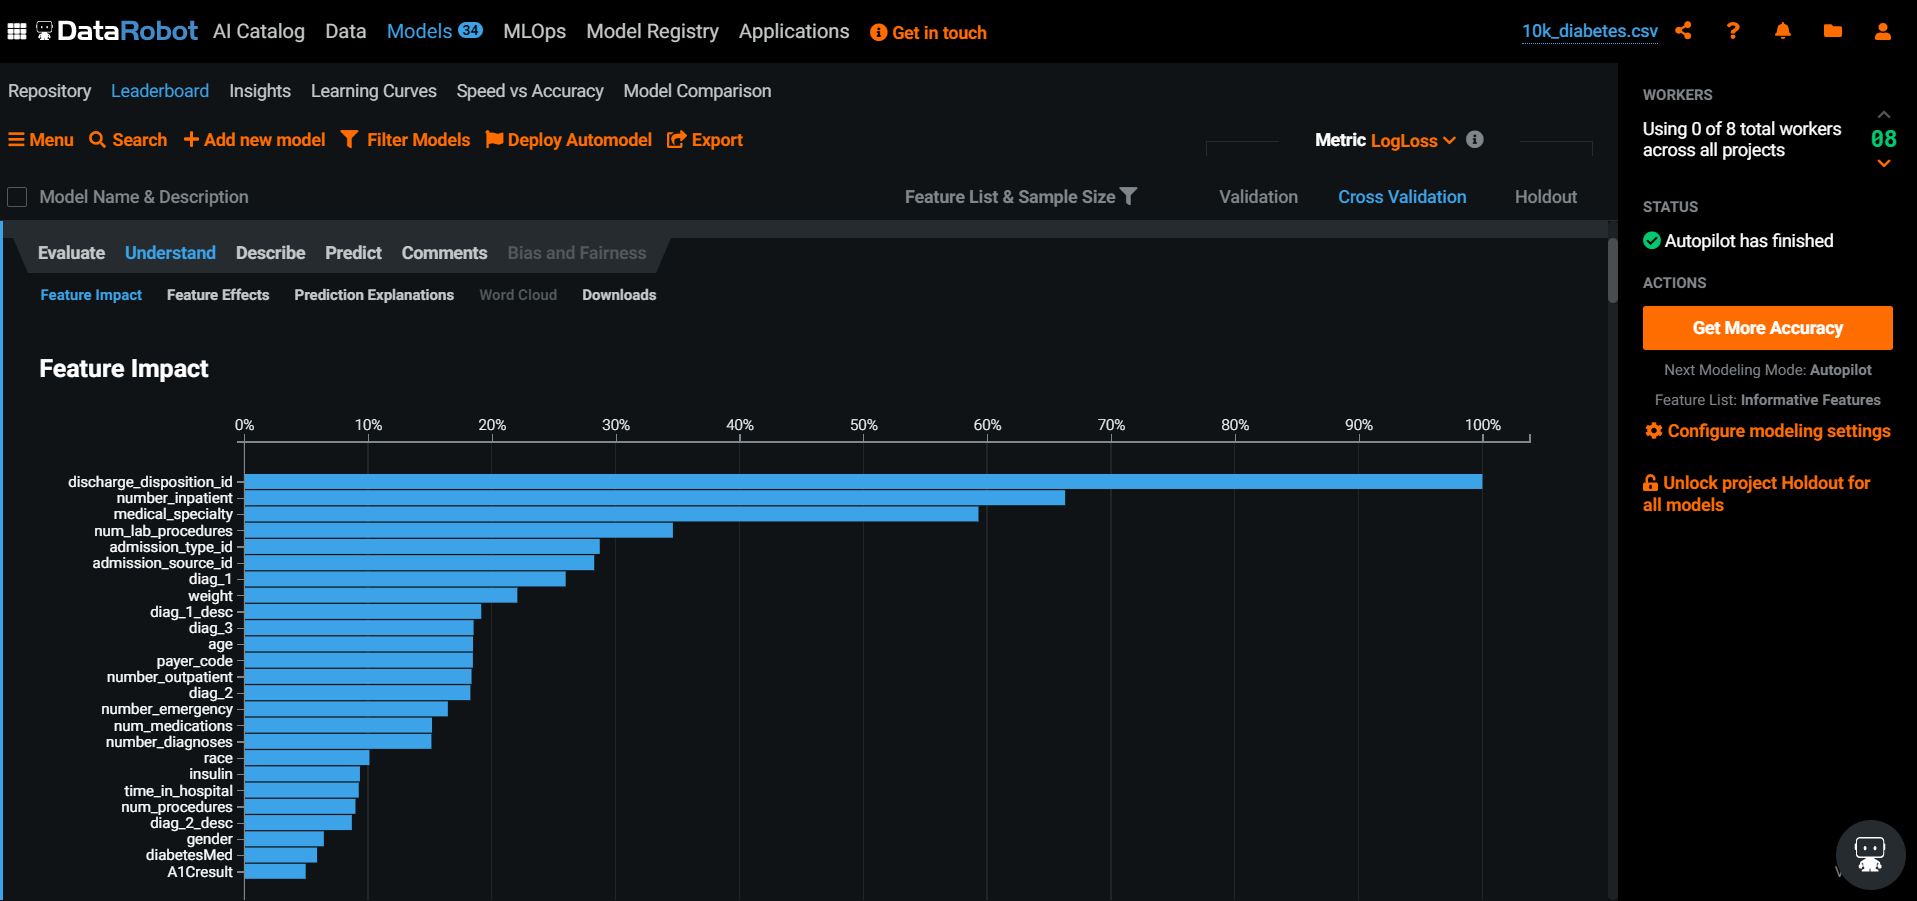 DataRobot AI Catalog Data Models 34 MLOps Model Registry Applications Get in touch 10k_diabetes.csv
Repository Leaderboard Insights Learning Curves Speed vs Accuracy Model Comparison
Menu Search Add new model Filter Models Deploy Automodel Export Metric LogLoss
Model Name & Description Feature List & Sample Size Validation Cross Validation Holdout
Evaluate Understand Describe Predict Comments Bias and Fairness
Feature Impact Feature Effects Prediction Explanations Word Cloud Downloads
Feature Impact
0% 10% 20% 30% 40% 50% 60% 70% 80% 90% 100%
discharge_disposition_id
number_inpatient
medical_specialty
num_lab_procedures
admission_type_id
admission_source_id
diag_1
weight
diag_1_desc
diag_3
age
payer_code
number_outpatient
diag_2
number_emergency
num_medications
number_diagnoses
race
insulin
time_in_hospital
num_procedures
diag_2_desc
gender
diabetesMed
A1Cresult
WORKERS
Using 0 of 8 total workers
across all projects
08
STATUS
Autopilot has finished
ACTIONS
Get More Accuracy
Next Modeling Mode: Autopilot
Feature List: Informative Features
Configure modeling settings
Unlock project Holdout for
all models